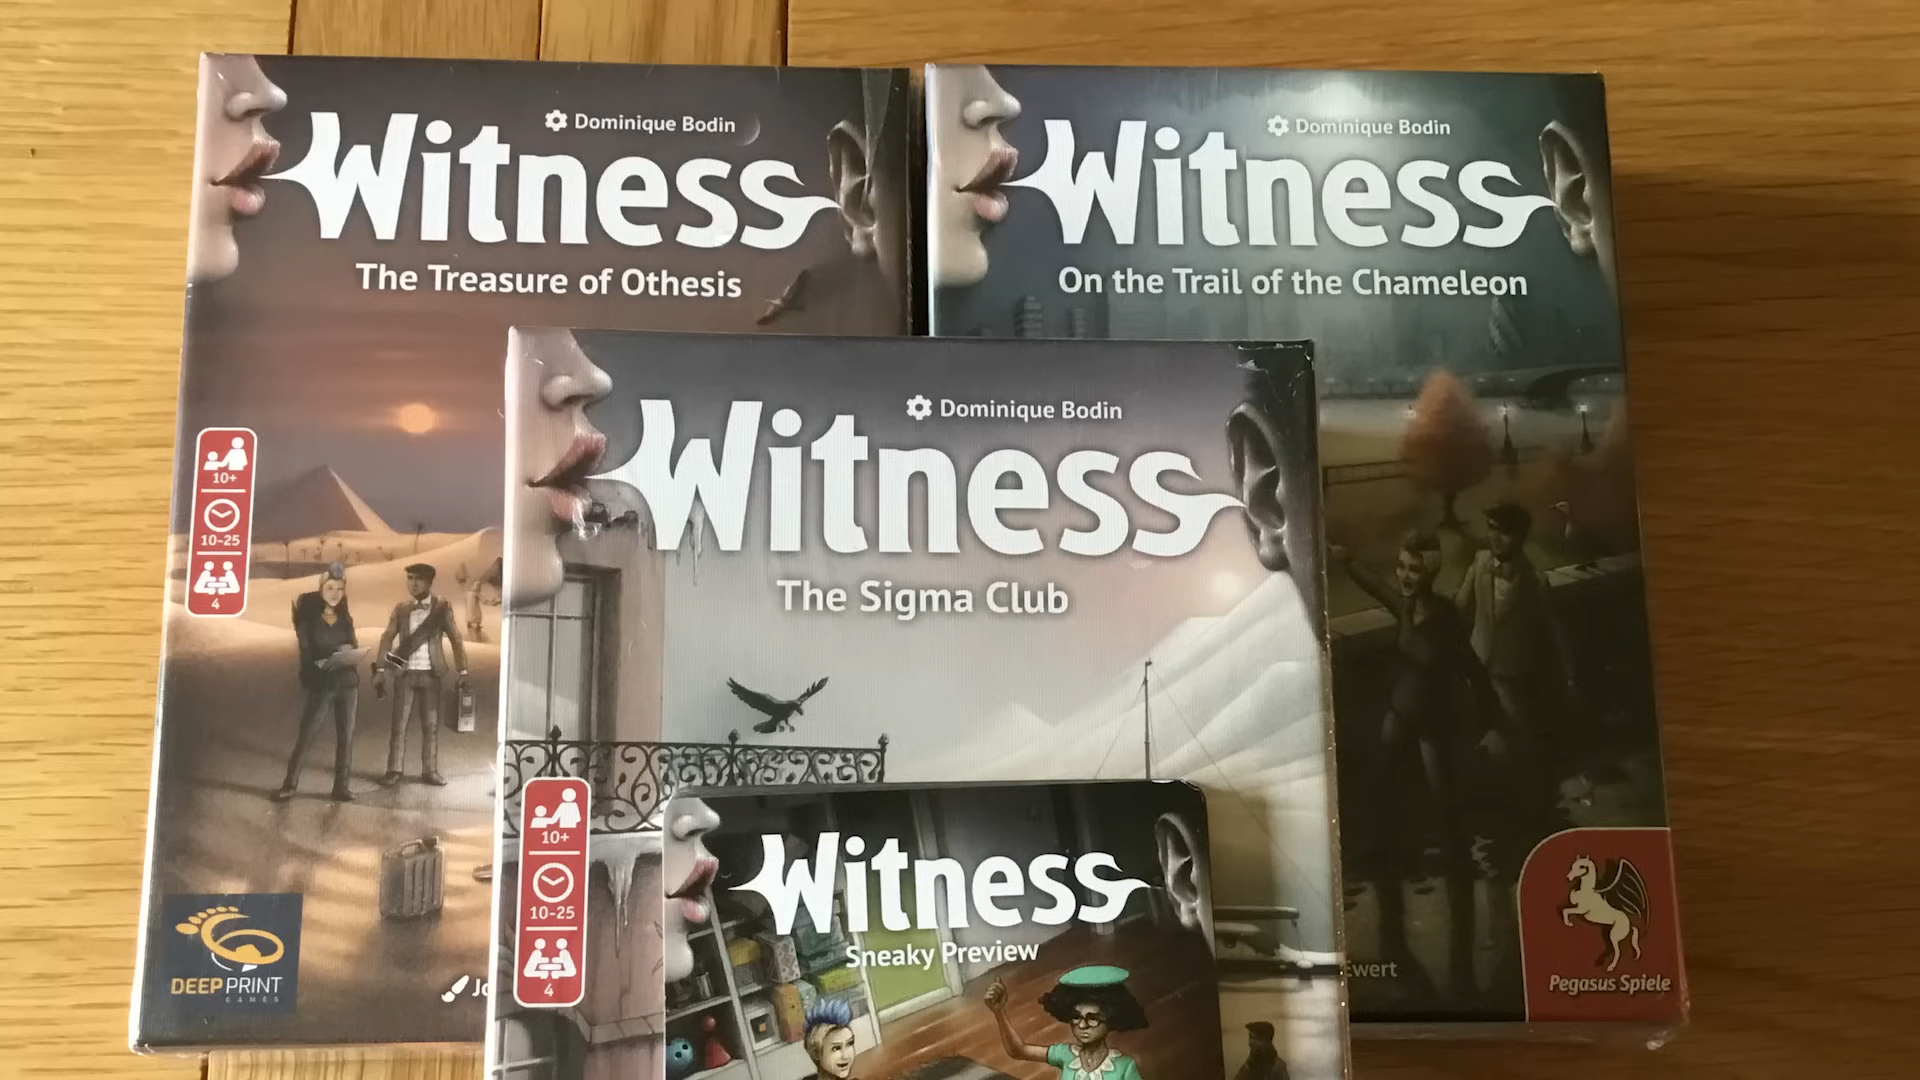 Dominique Bodin
Witness
The Treasure of Othesis
10+
10-25
4
DEEP PRINT
GAMES
Dominique Bodin
Witness
On the Trail of the Chameleon
Ewert
Pegasus Spiele
Dominique Bodin
Witness
The Sigma Club
10+
10-25
4
Witness
Sneaky Preview